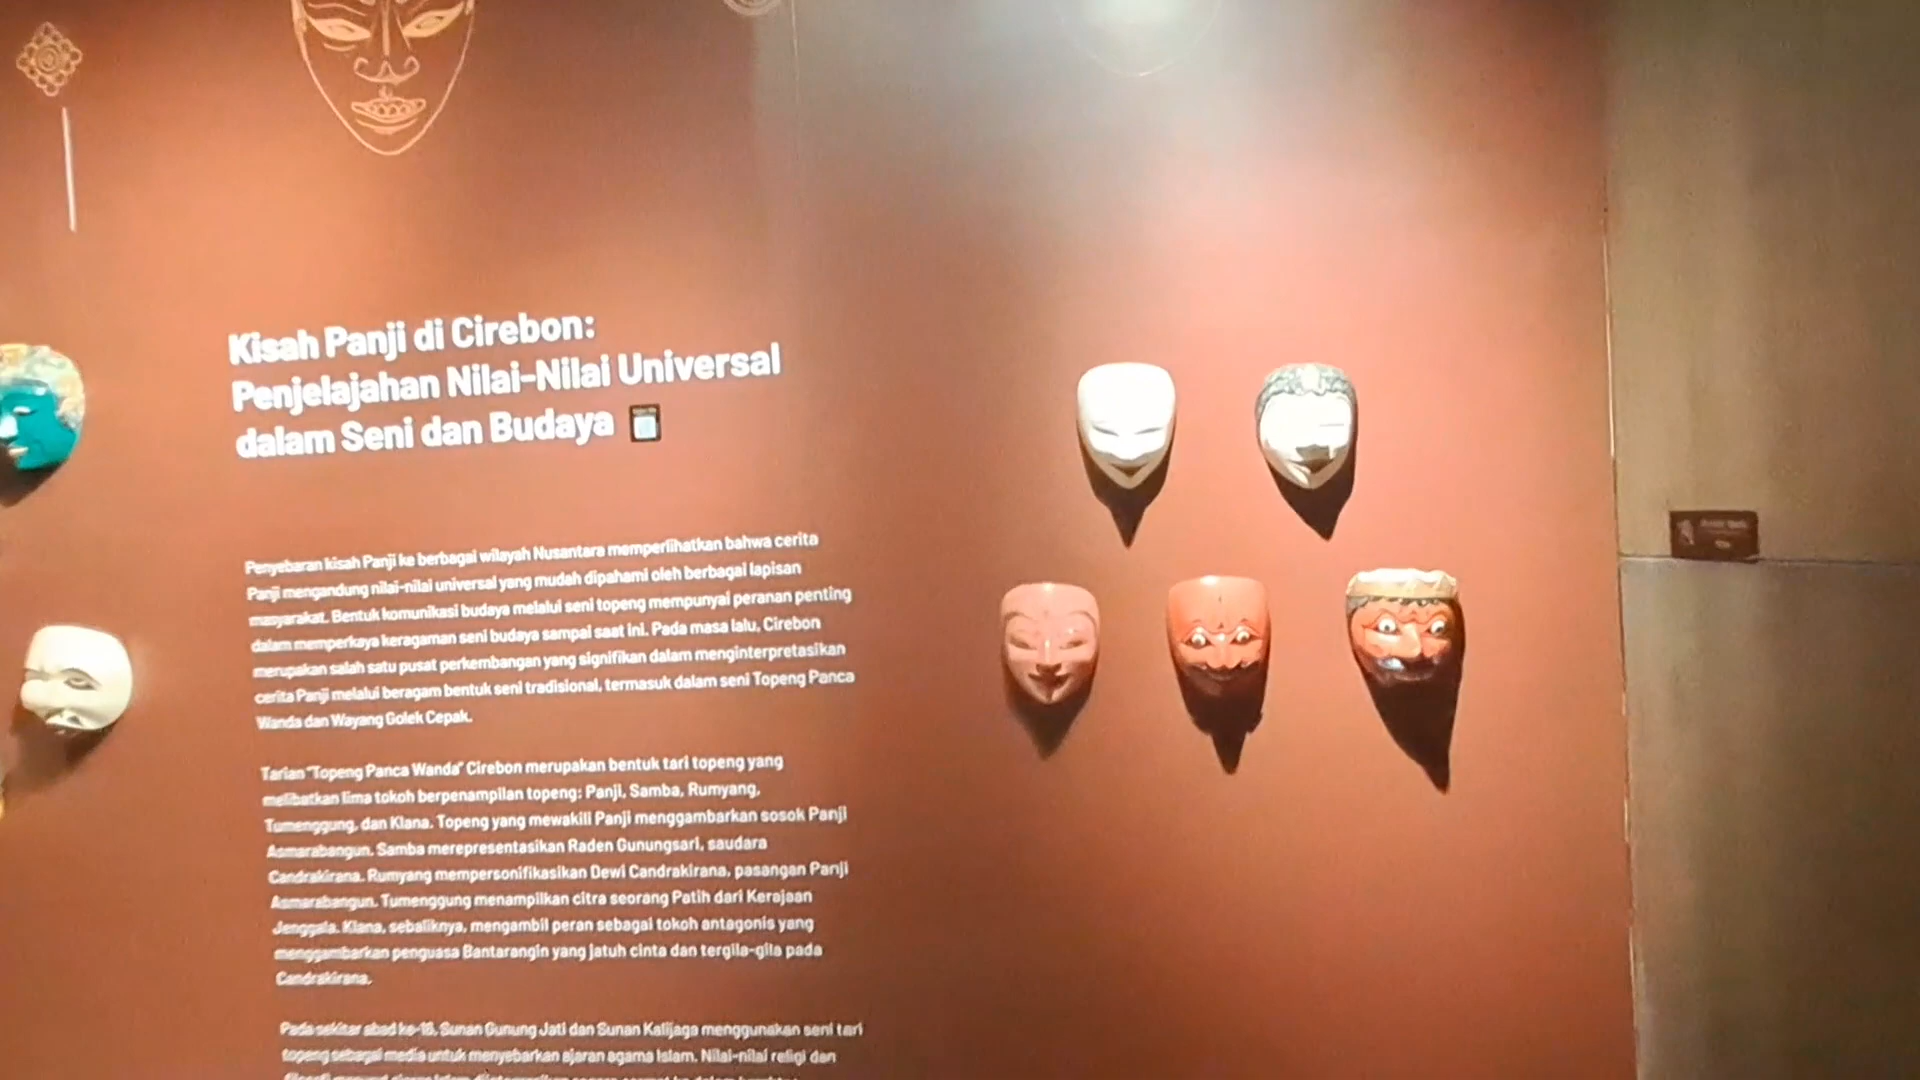 Kisah Panji di Cirebon:
Penjelajahan Nilai-Nilai Universal
dalam Seni dan Budaya
Penyebaran kisah Panji ke berbagai wilayah Nusantara memperlihatkan bahwa cerita
Panji mengandung nilai-nilai universal yang mudah dipahami oleh berbagai lapisan
masyarakat. Bentuk komunikasi budaya melalui seni topeng mempunyai peranan penting
dalam memperkaya keragaman seni budaya sampai saat ini. Pada masa lalu, Cirebon
merupakan salah satu pusat perkembangan yang signifikan dalam menginterpretasikan
cerita Panji melalui beragam bentuk seni tradisional, termasuk dalam seni Topeng Panca
Wanda dan Wayang Golek Cepak.
Tarian "Topeng Panca Wanda" Cirebon merupakan bentuk tari topeng yang
melibatkan lima tokoh berpenampilan topeng: Panji, Samba, Rumyang,
Tumenggung, dan Klana. Topeng yang mewakili Panji menggambarkan sosok Panji
Asmarabangun. Samba merepresentasikan Raden Gunungsari, saudara
Candrakirana. Rumyang mempersonifikasikan Dewi Candrakirana, pasangan Panji
Asmarabangun. Tumenggung menampilkan citra seorang Patih dari Kerajaan
Jenggala. Klana, sebaliknya, mengambil peran sebagai tokoh antagonis yang
menggambarkan penguasa Bantarangin yang jatuh cinta dan tergila-gila pada
Candrakirana.
Pada sekitar abad ke-16, Sunan Gunung Jati dan Sunan Kalijaga menggunakan seni tari
topeng sebagai media untuk menyebarkan ajaran agama Islam. Nilai-nilai religi dan